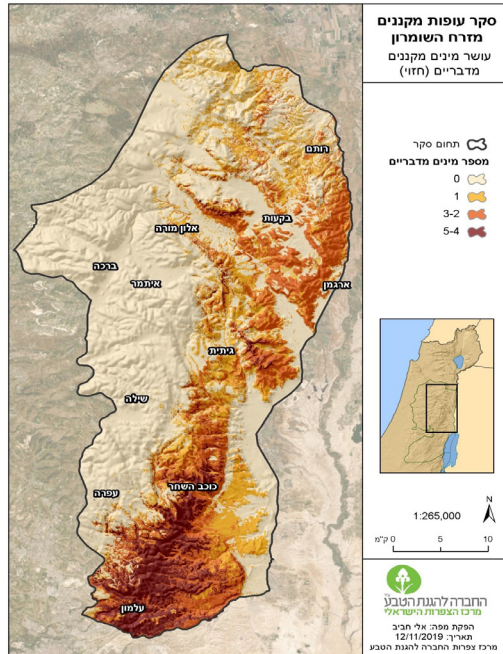 סקר עופות מקננים
מזרח השומרון
עושר מינים מקננים
מדבריים (חזוי)
תחום סקר
מספר מינים מדבריים
0
1
3-2
5-4
רותם
בקעות
אלון מורה
ארגמן
ברכה
איתמר
גיתית
שילה
כוכב השחר
עפרה
עלמון
1:265,000
N
0 5 10 ק"מ
החברה להגנת הטבע
מרכז הצפרות הישראלי
הפקת מפה: אלי חביב
תאריך: 12/11/2019
מרכז צפרות החברה להגנת הטבע